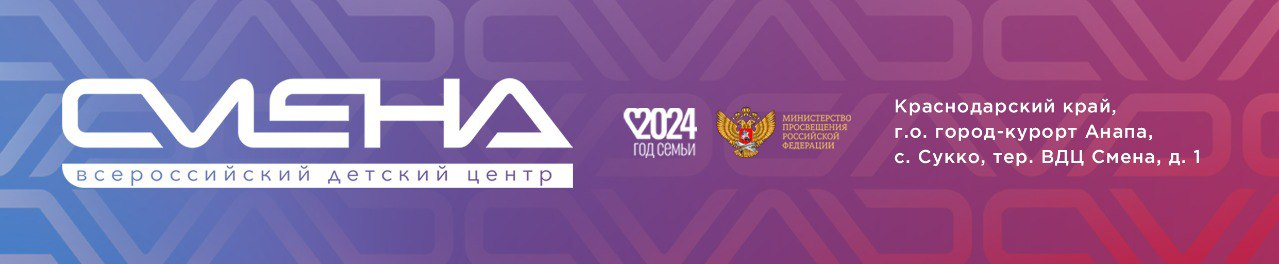 СМЕНА
всероссийский детский центр
2024
ГОД СЕМЬИ
МИНИСТЕРСТВО
ПРОСВЕЩЕНИЯ
РОССИЙСКОЙ
ФЕДЕРАЦИИ
Краснодарский край,
г.о. город-курорт Анапа,
с. Сукко, тер. ВДЦ Смена, д. 1